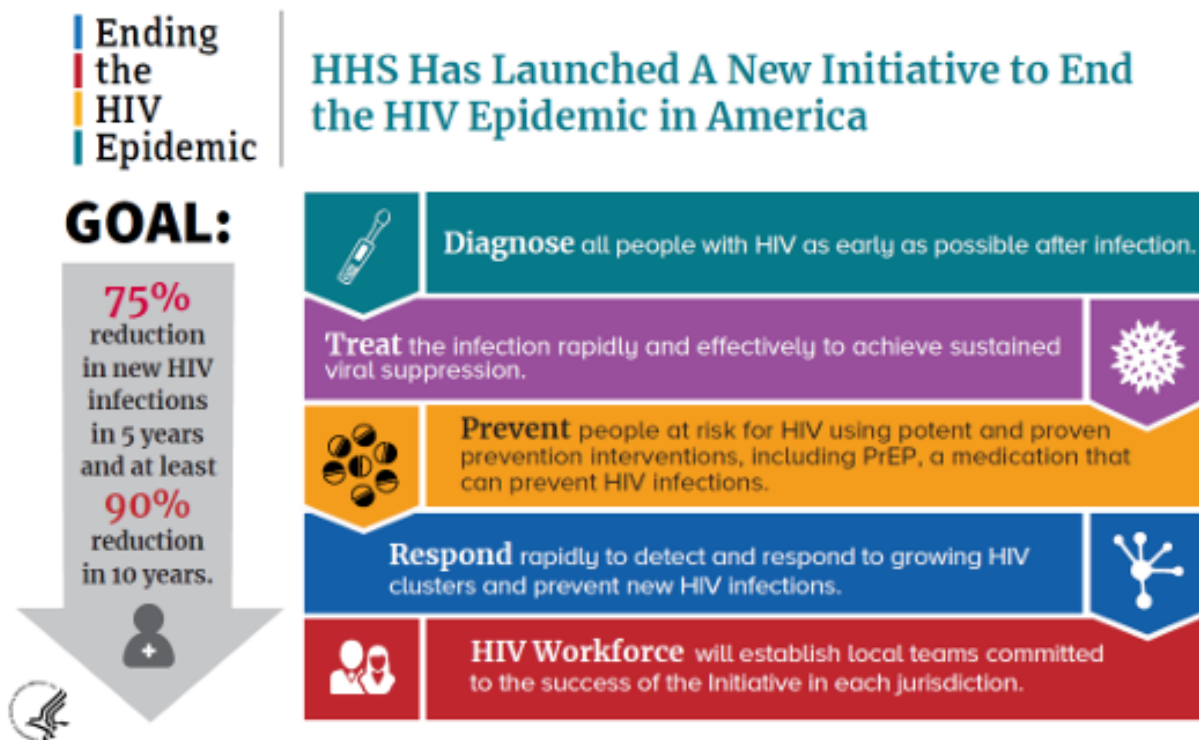 Ending
the
HIV
Epidemic
HHS Has Launched A New Initiative to End
the HIV Epidemic in America
GOAL:
75%
reduction
in new HIV
infections
in 5 years
and at least
90%
reduction
in 10 years.
Diagnose all people with HIV as early as possible after infection.
Treat the infection rapidly and effectively to achieve sustained
viral suppression.
Prevent people at risk for HIV using potent and proven
prevention interventions, including PrEP, a medication that
can prevent HIV infections.
Respond rapidly to detect and respond to growing HIV
clusters and prevent new HIV infections.
HIV Workforce will establish local teams committed
to the success of the Initiative in each jurisdiction.